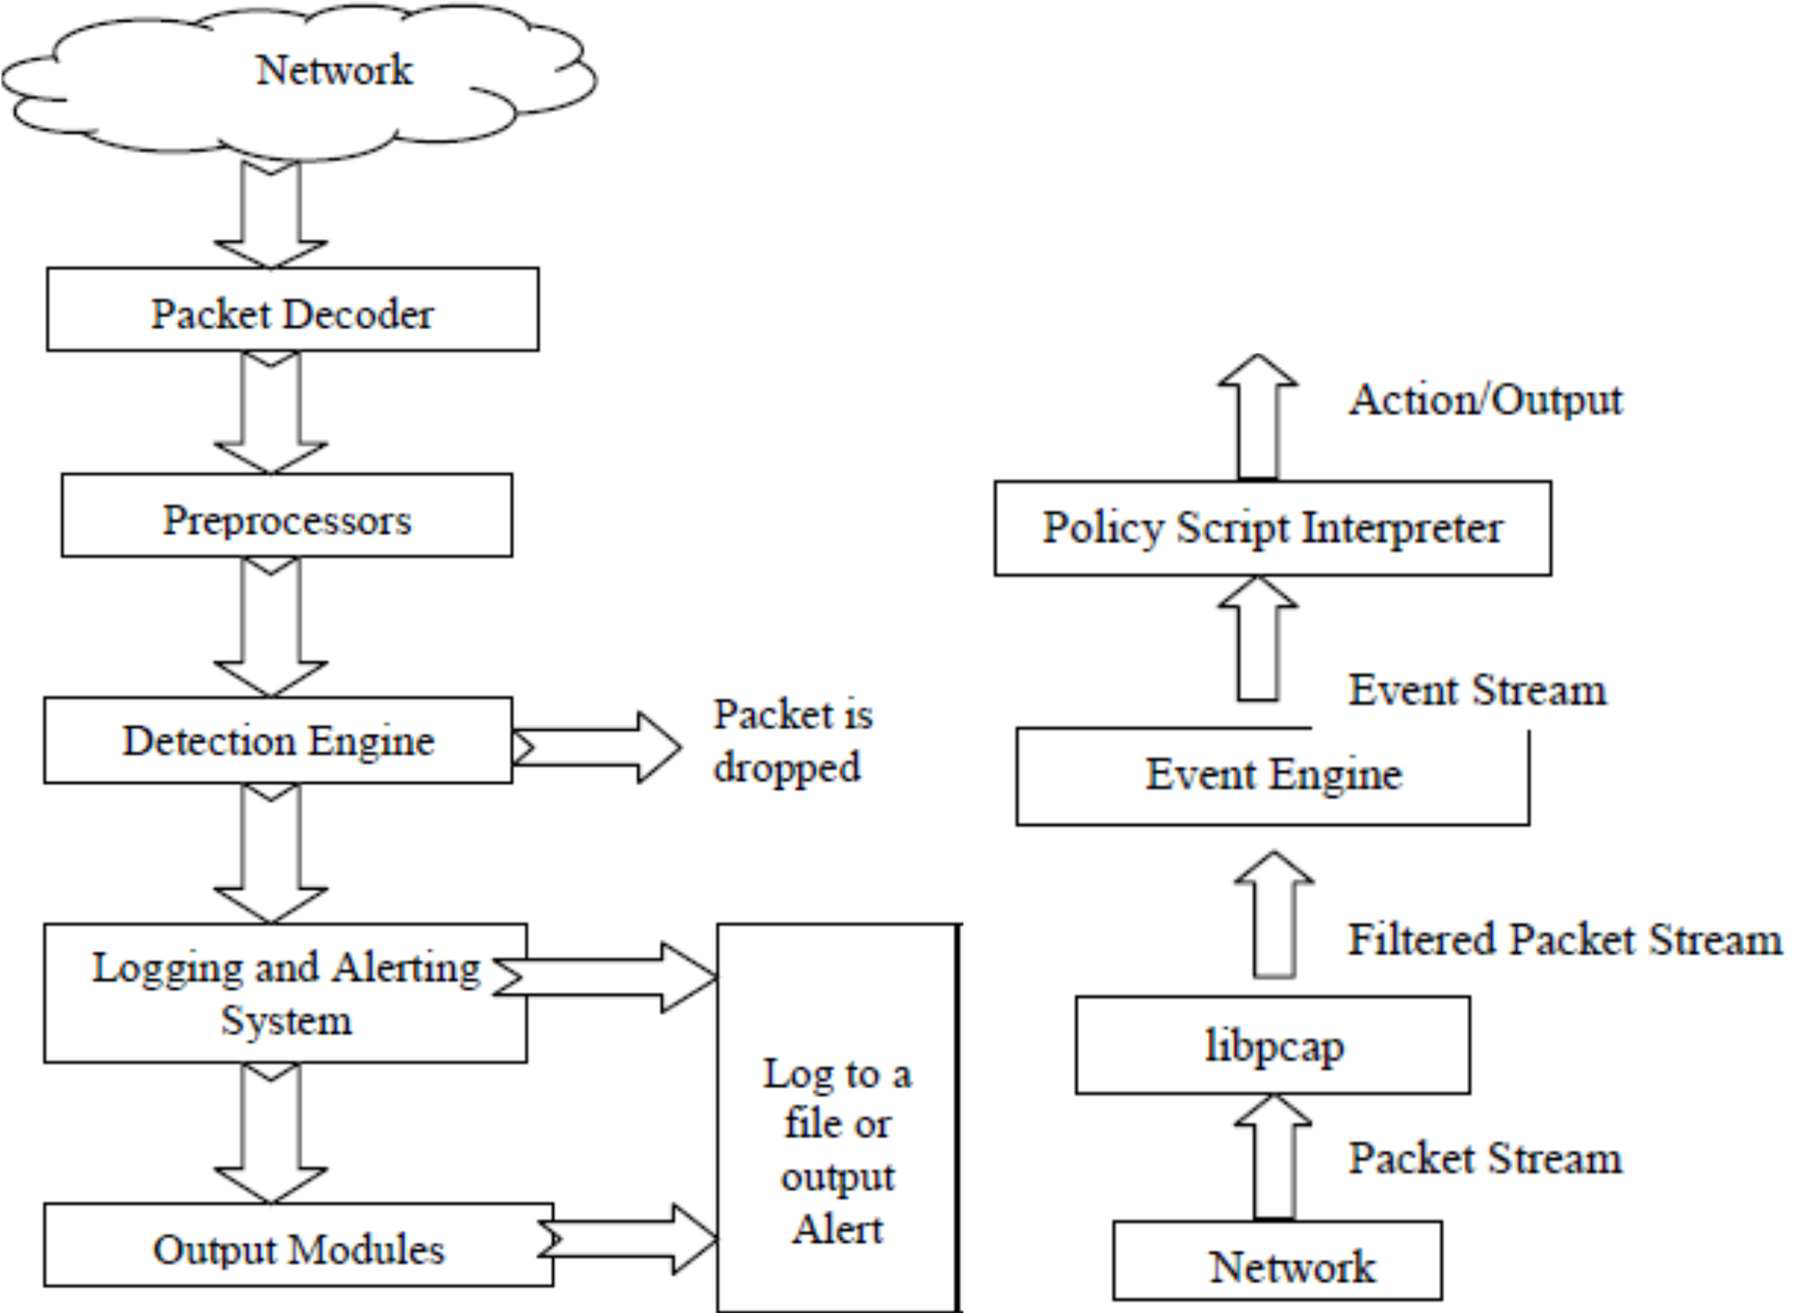 Network
Packet Decoder
Preprocessors
Detection Engine
Packet is
dropped
Logging and Alerting
System
Output Modules
Log to a
file or
output
Alert
Action/Output
Policy Script Interpreter
Event Stream
Event Engine
Filtered Packet Stream
libpcap
Packet Stream
Network